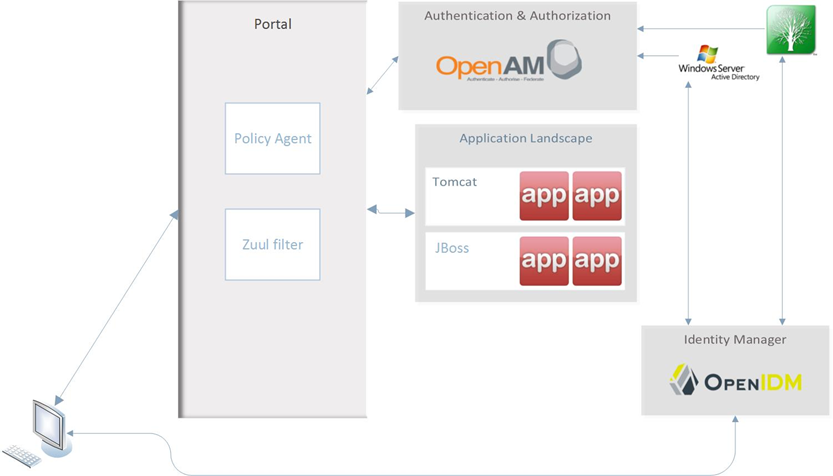 Portal
Policy Agent
Zuul filter
Authentication & Authorization
OpenAM
Authenticate - Authorise - Federate
Windows Server
Active Directory
Application Landscape
Tomcat
app app
JBoss
app app
Identity Manager
OPENIDM